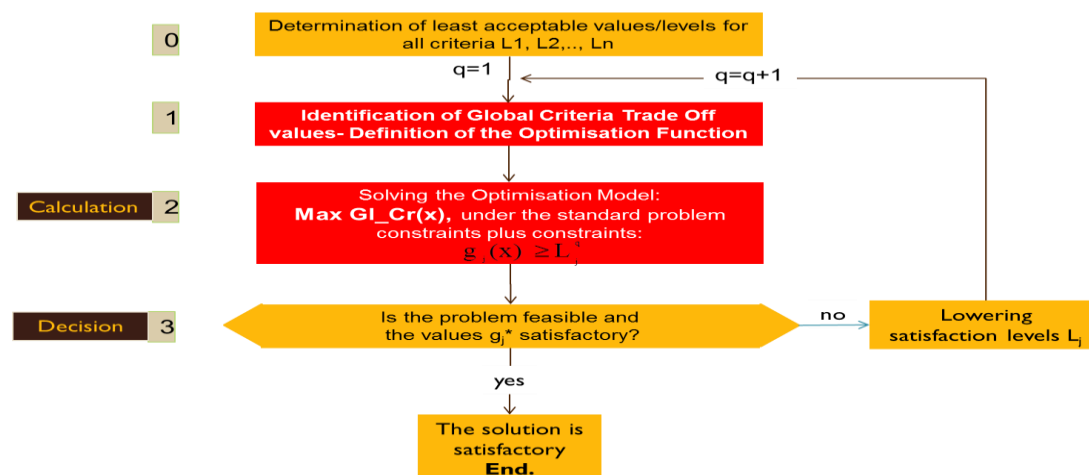 0
Determination of least acceptable values/levels for
all criteria L1, L2,.., Ln
q=1
q=q+1
1
Identification of Global Criteria Trade Off
values- Definition of the Optimisation Function
Calculation
2
Solving the Optimisation Model:
Max Gl_Cr(x), under the standard problem
constraints plus constraints:
g j (x) ≥ L j q
Decision
3
Is the problem feasible and
the values gj* satisfactory?
no
Lowering
satisfaction levels Lj
yes
The solution is
satisfactory
End.